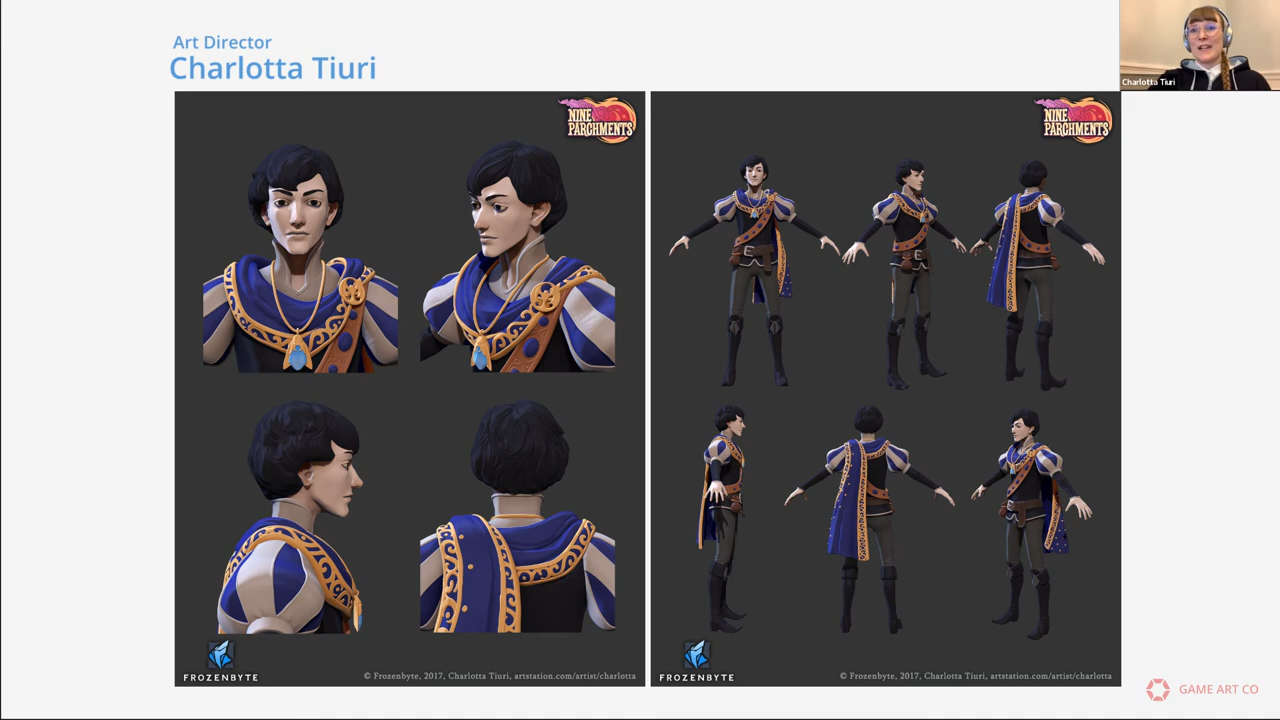 Art Director
Charlotta Tiuri
Charlotta Tiuri
NINE
PARCHMENTS
NINE
PARCHMENTS
FROZENBYTE
© Frozenbyte, 2017, Charlotta Tiuri, artstation.com/artist/charlotta
FROZENBYTE
© Frozenbyte, 2017, Charlotta Tiuri, artstation.com/artist/charlotta
GAME ART CO